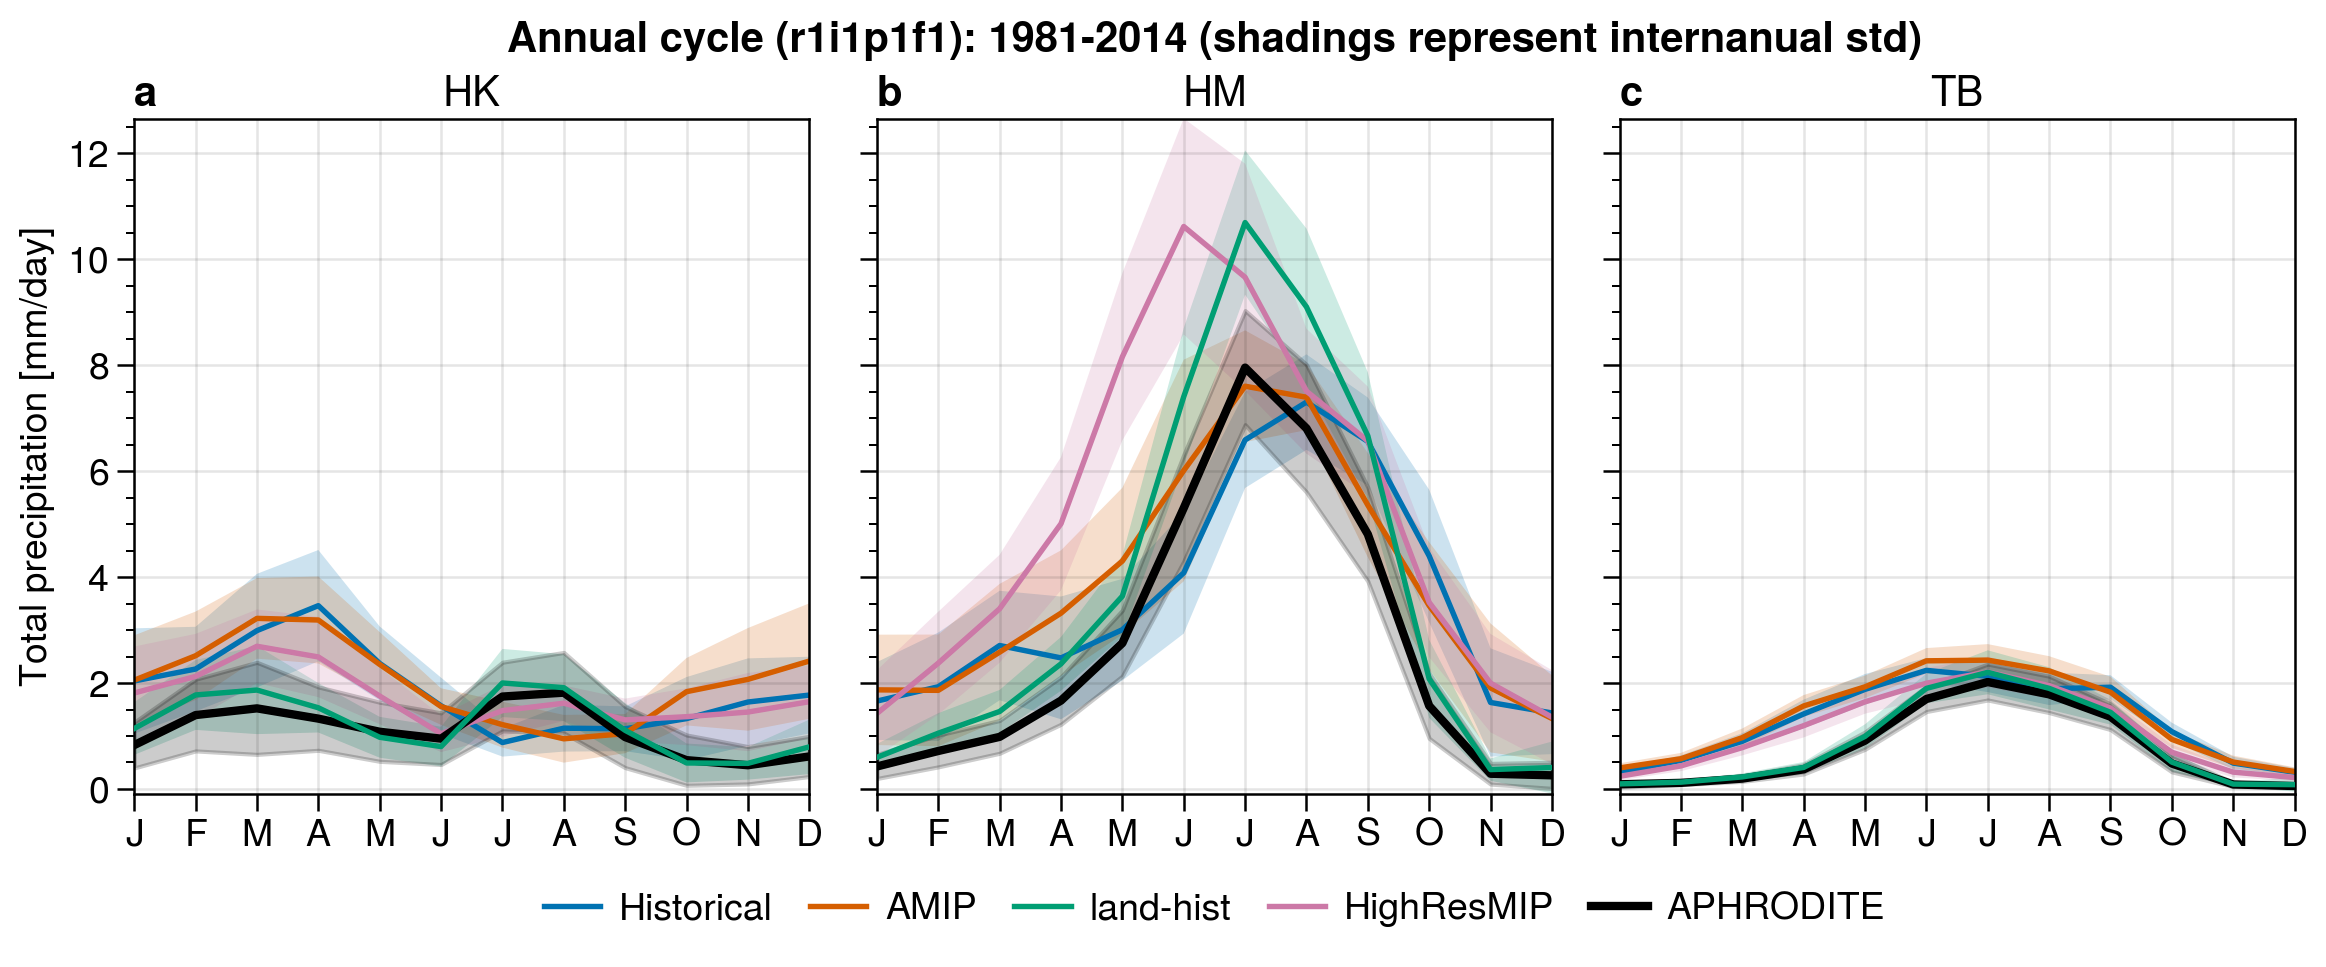 Annual cycle (r1i1p1f1): 1981-2014 (shadings represent internanual std)
a HK
b HM
c TB
Total precipitation [mm/day]
12
10
8
6
4
2
0
J F M A M J J A S O N D
J F M A M J J A S O N D
J F M A M J J A S O N D
Historical AMIP land-hist HighResMIP APHRODITE